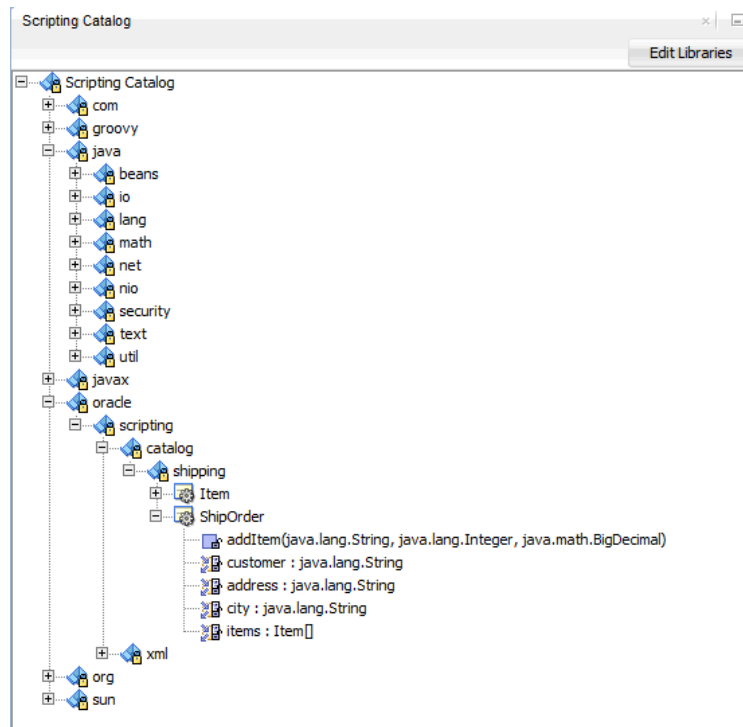 Scripting Catalog
Edit Libraries
Scripting Catalog
com
groovy
java
beans
io
lang
math
net
nio
security
text
util
javax
oracle
scripting
catalog
shipping
Item
ShipOrder
addItem(java.lang.String, java.lang.Integer, java.math.BigDecimal)
customer : java.lang.String
address : java.lang.String
city : java.lang.String
items : Item[]
xml
org
sun